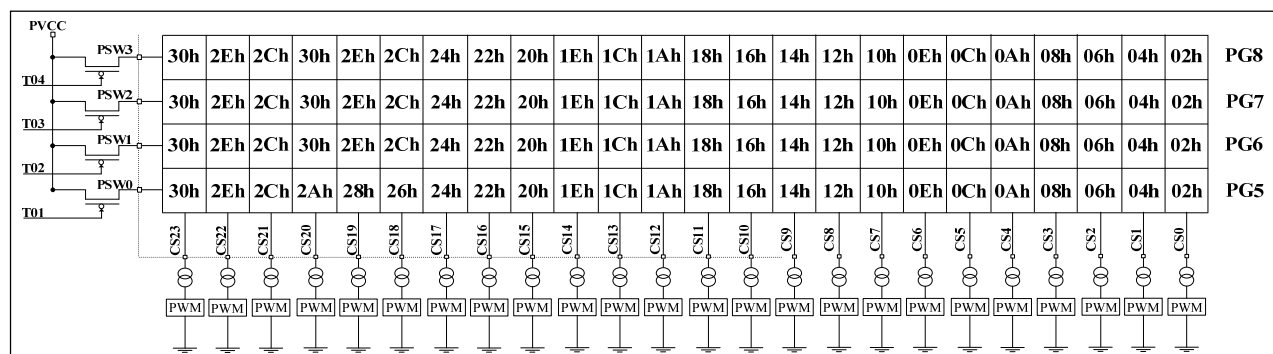 PVCC
PSW3 30h 2Eh 2Ch 30h 2Eh 2Ch 24h 22h 20h 1Eh 1Ch 1Ah 18h 16h 14h 12h 10h 0Eh 0Ch 0Ah 08h 06h 04h 02h PG8
T04
PSW2 30h 2Eh 2Ch 30h 2Eh 2Ch 24h 22h 20h 1Eh 1Ch 1Ah 18h 16h 14h 12h 10h 0Eh 0Ch 0Ah 08h 06h 04h 02h PG7
T03
PSW1 30h 2Eh 2Ch 30h 2Eh 2Ch 24h 22h 20h 1Eh 1Ch 1Ah 18h 16h 14h 12h 10h 0Eh 0Ch 0Ah 08h 06h 04h 02h PG6
T02
PSW0 30h 2Eh 2Ch 2Ah 28h 26h 24h 22h 20h 1Eh 1Ch 1Ah 18h 16h 14h 12h 10h 0Eh 0Ch 0Ah 08h 06h 04h 02h PG5
T01
CS23 CS22 CS21 CS20 CS19 CS18 CS17 CS16 CS15 CS14 CS13 CS12 CS11 CS10 CS9 CS8 CS7 CS6 CS5 CS4 CS3 CS2 CS1 CS0
PWM PWM PWM PWM PWM PWM PWM PWM PWM PWM PWM PWM PWM PWM PWM PWM PWM PWM PWM PWM PWM PWM PWM PWM